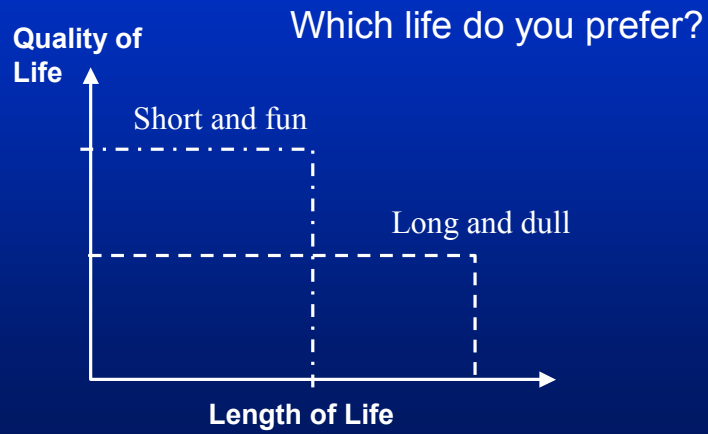 Which life do you prefer?
Quality of
Life
Short and fun
Long and dull
Length of Life